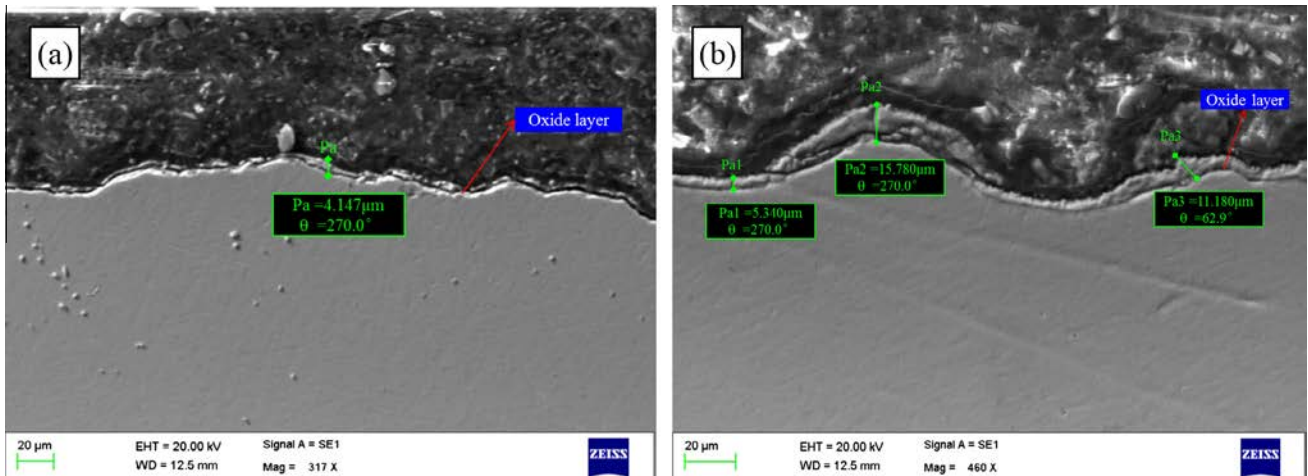 (a)
Oxide layer
Pa
Pa =4.147μm
θ =270.0°
20 μm
EHT = 20.00 kV
WD = 12.5 mm
Signal A = SE1
Mag = 317 X
ZEISS
(b)
Pa2
Oxide layer
Pa1
Pa3
Pa2 =15.780μm
θ =270.0°
Pa1 =5.340μm
θ =270.0°
Pa3 =11.180μm
θ =62.9°
20 μm
EHT = 20.00 kV
WD = 12.5 mm
Signal A = SE1
Mag = 460 X
ZEISS